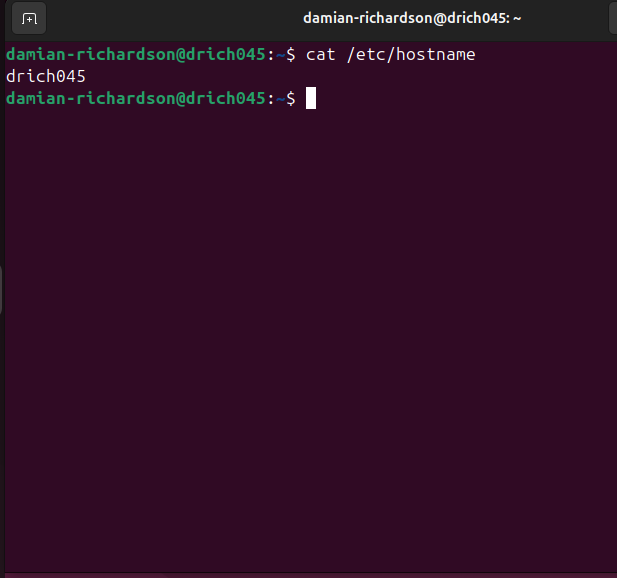 damian-richardson@drich045: ~
damian-richardson@drich045:~$ cat /etc/hostname
drich045
damian-richardson@drich045:~$